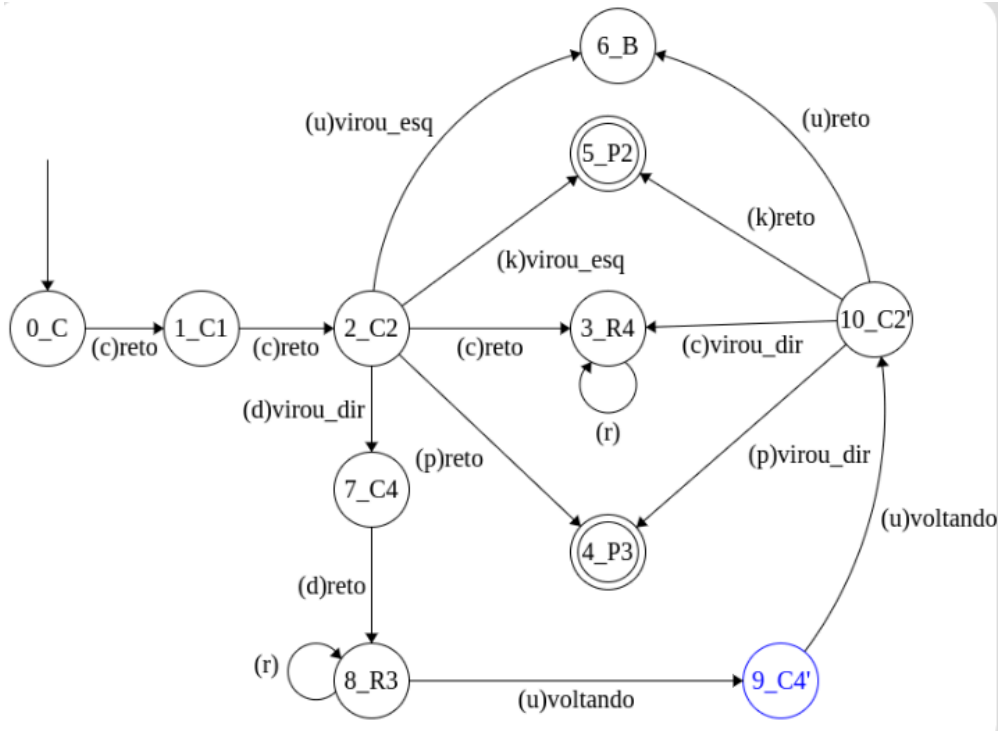 6_B
(u)virou_esq
(u)reto
5_P2
(k)reto
(k)virou_esq
0_C
1_C1
2_C2
3_R4
10_C2'
(c)reto
(c)reto
(c)reto
(c)virou_dir
(d)virou_dir
(r)
(p)reto
(p)virou_dir
7_C4
(u)voltando
4_P3
(d)reto
(r)
8_R3
9_C4'
(u)voltando